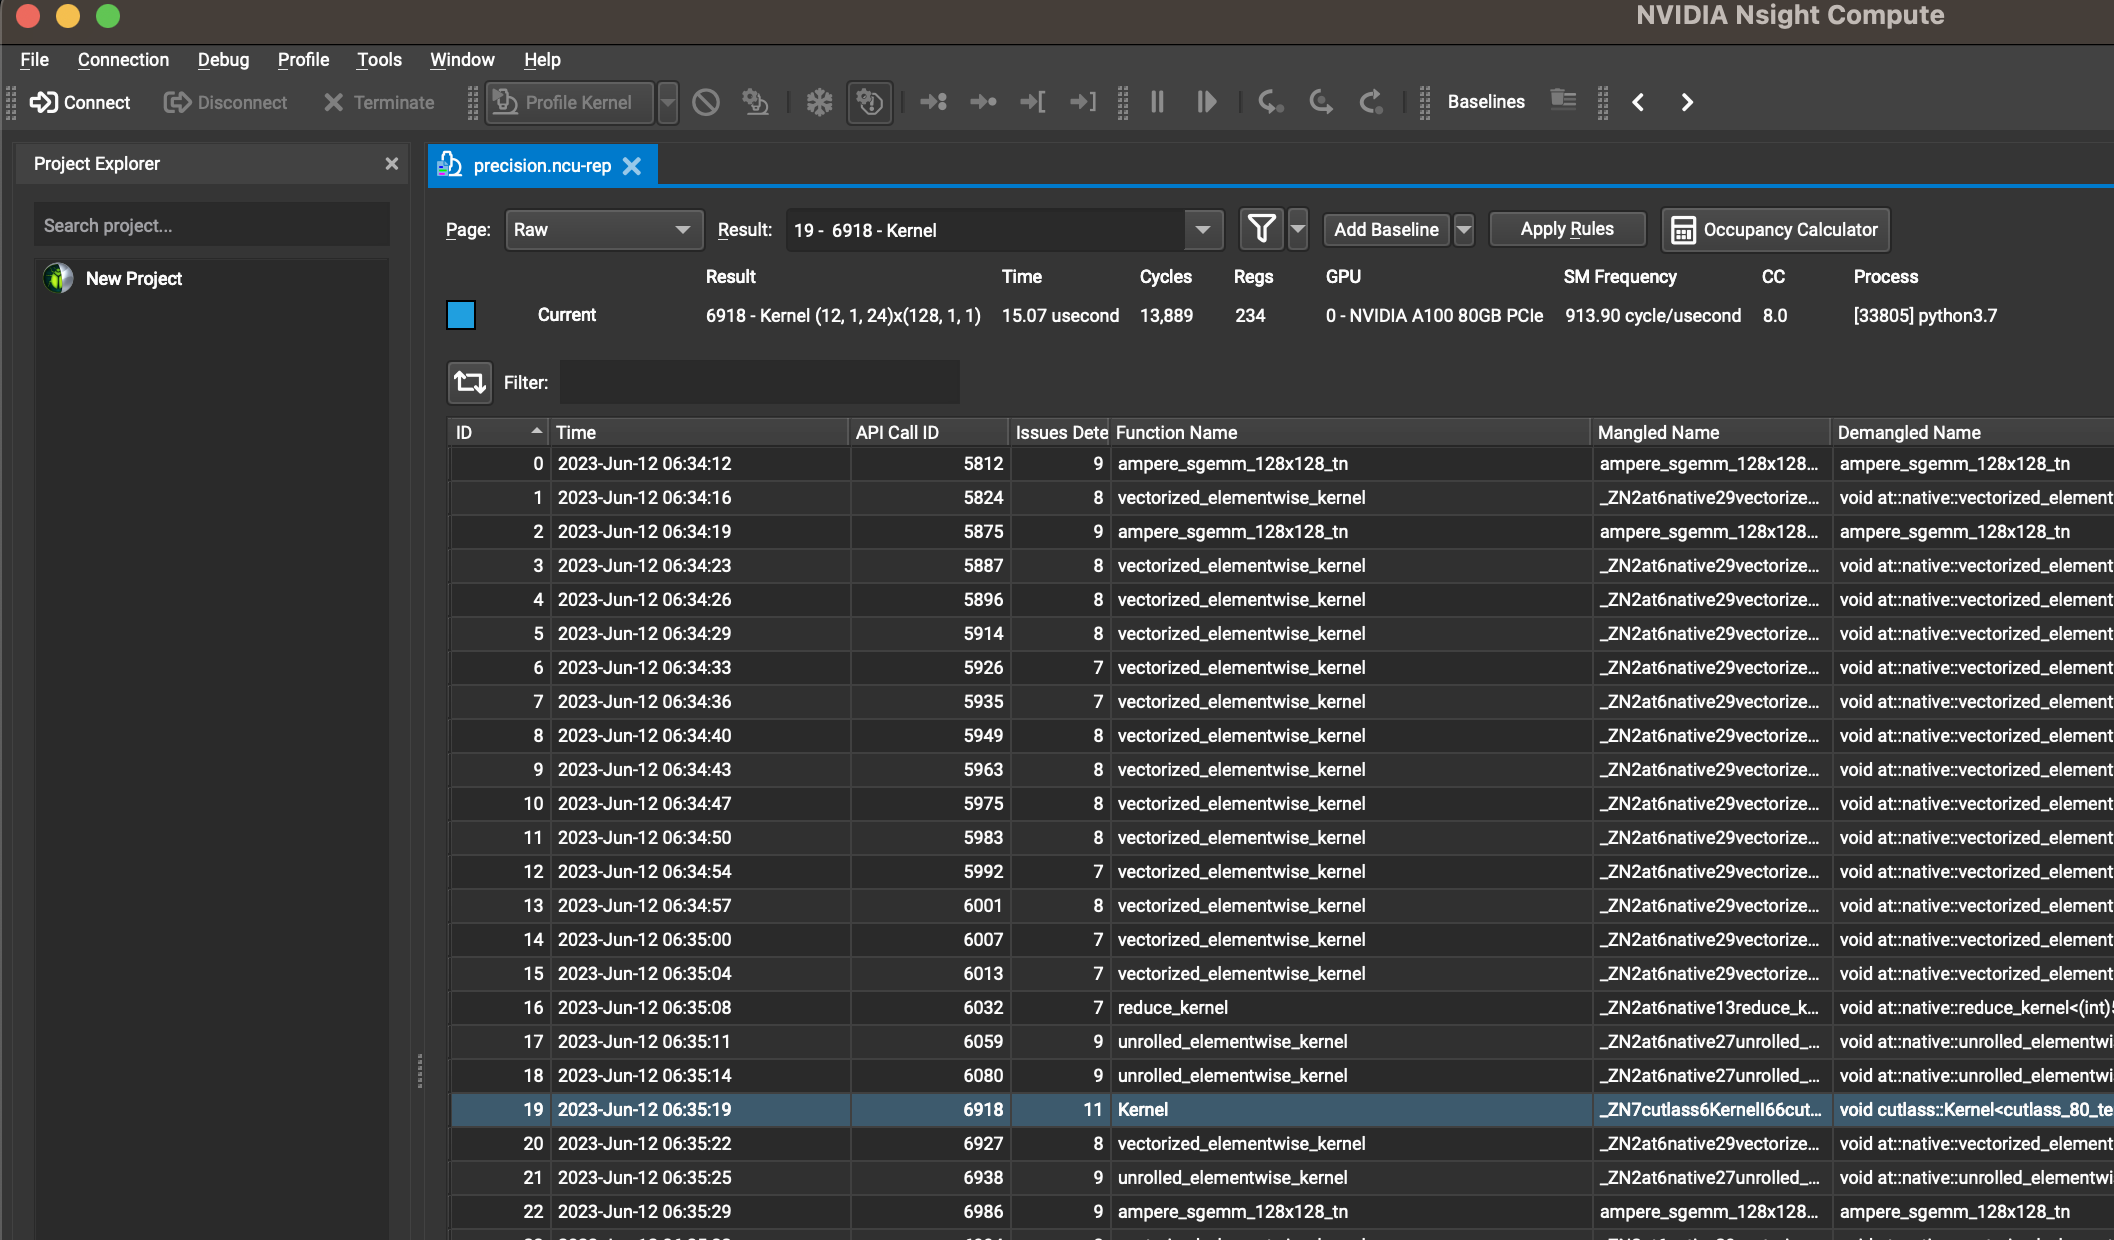 NVIDIA Nsight Compute
File Connection Debug Profile Tools Window Help
Connect Disconnect Terminate Profile Kernel Baselines
Project Explorer
precision.ncu-rep
Search project...
New Project
Page: Raw Result: 19 - 6918 - Kernel Add Baseline Apply Rules Occupancy Calculator
Result Time Cycles Regs GPU SM Frequency CC Process
Current 6918 - Kernel (12, 1, 24)x(128, 1, 1) 15.07 usecond 13,889 234 0 - NVIDIA A100 80GB PCIe 913.90 cycle/usecond 8.0 [33805] python3.7
Filter:
ID Time API Call ID Issues Dete Function Name Mangled Name Demangled Name
0 2023-Jun-12 06:34:12 5812 9 ampere_sgemm_128x128_tn ampere_sgemm_128x128... ampere_sgemm_128x128_tn
1 2023-Jun-12 06:34:16 5824 8 vectorized_elementwise_kernel _ZN2at6native29vectorize... void at::native::vectorized_element
2 2023-Jun-12 06:34:19 5875 9 ampere_sgemm_128x128_tn ampere_sgemm_128x128... ampere_sgemm_128x128_tn
3 2023-Jun-12 06:34:23 5887 8 vectorized_elementwise_kernel _ZN2at6native29vectorize... void at::native::vectorized_element
4 2023-Jun-12 06:34:26 5896 8 vectorized_elementwise_kernel _ZN2at6native29vectorize... void at::native::vectorized_element
5 2023-Jun-12 06:34:29 5914 8 vectorized_elementwise_kernel _ZN2at6native29vectorize... void at::native::vectorized_element
6 2023-Jun-12 06:34:33 5926 7 vectorized_elementwise_kernel _ZN2at6native29vectorize... void at::native::vectorized_element
7 2023-Jun-12 06:34:36 5935 7 vectorized_elementwise_kernel _ZN2at6native29vectorize... void at::native::vectorized_element
8 2023-Jun-12 06:34:40 5949 8 vectorized_elementwise_kernel _ZN2at6native29vectorize... void at::native::vectorized_element
9 2023-Jun-12 06:34:43 5963 8 vectorized_elementwise_kernel _ZN2at6native29vectorize... void at::native::vectorized_element
10 2023-Jun-12 06:34:47 5975 8 vectorized_elementwise_kernel _ZN2at6native29vectorize... void at::native::vectorized_element
11 2023-Jun-12 06:34:50 5983 8 vectorized_elementwise_kernel _ZN2at6native29vectorize... void at::native::vectorized_element
12 2023-Jun-12 06:34:54 5992 7 vectorized_elementwise_kernel _ZN2at6native29vectorize... void at::native::vectorized_element
13 2023-Jun-12 06:34:57 6001 8 vectorized_elementwise_kernel _ZN2at6native29vectorize... void at::native::vectorized_element
14 2023-Jun-12 06:35:00 6007 7 vectorized_elementwise_kernel _ZN2at6native29vectorize... void at::native::vectorized_element
15 2023-Jun-12 06:35:04 6013 7 vectorized_elementwise_kernel _ZN2at6native29vectorize... void at::native::vectorized_element
16 2023-Jun-12 06:35:08 6032 7 reduce_kernel _ZN2at6native13reduce_k... void at::native::reduce_kernel<(int)5
17 2023-Jun-12 06:35:11 6059 9 unrolled_elementwise_kernel _ZN2at6native27unrolled_... void at::native::unrolled_elementwi
18 2023-Jun-12 06:35:14 6080 9 unrolled_elementwise_kernel _ZN2at6native27unrolled_... void at::native::unrolled_elementwi
19 2023-Jun-12 06:35:19 6918 11 Kernel _ZN7cutlass6KernelI66cut... void cutlass::Kernel<cutlass_80_te
20 2023-Jun-12 06:35:22 6927 8 vectorized_elementwise_kernel _ZN2at6native29vectorize... void at::native::vectorized_element
21 2023-Jun-12 06:35:25 6938 9 unrolled_elementwise_kernel _ZN2at6native27unrolled_... void at::native::unrolled_elementwi
22 2023-Jun-12 06:35:29 6986 9 ampere_sgemm_128x128_tn ampere_sgemm_128x128... ampere_sgemm_128x128_tn